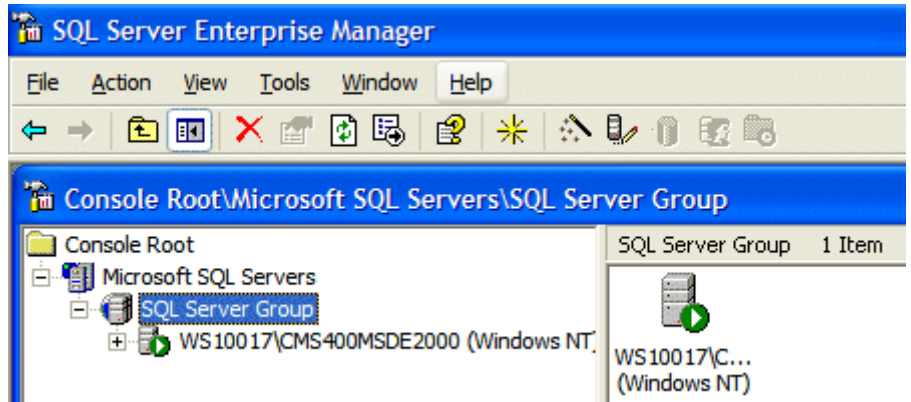 SQL Server Enterprise Manager
File Action View Tools Window Help
Console Root\Microsoft SQL Servers\SQL Server Group
Console Root
SQL Server Group 1 Item
Microsoft SQL Servers
SQL Server Group
WS10017\CMS400MSDE2000 (Windows NT)
WS10017\C...
(Windows NT)